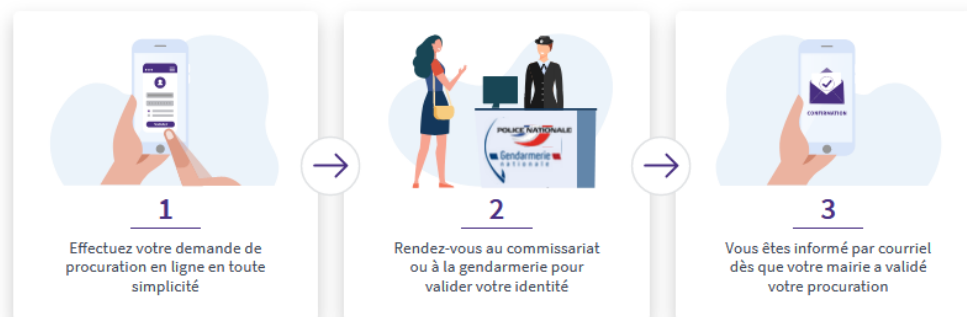 CONFIRMATION
POLICE NATIONALE
Gendarmerie
nationale
1
Effectuez votre demande de
procuration en ligne en toute
simplicité
2
Rendez-vous au commissariat
ou à la gendarmerie pour
valider votre identité
3
Vous êtes informé par courriel
dès que votre mairie a validé
votre procuration